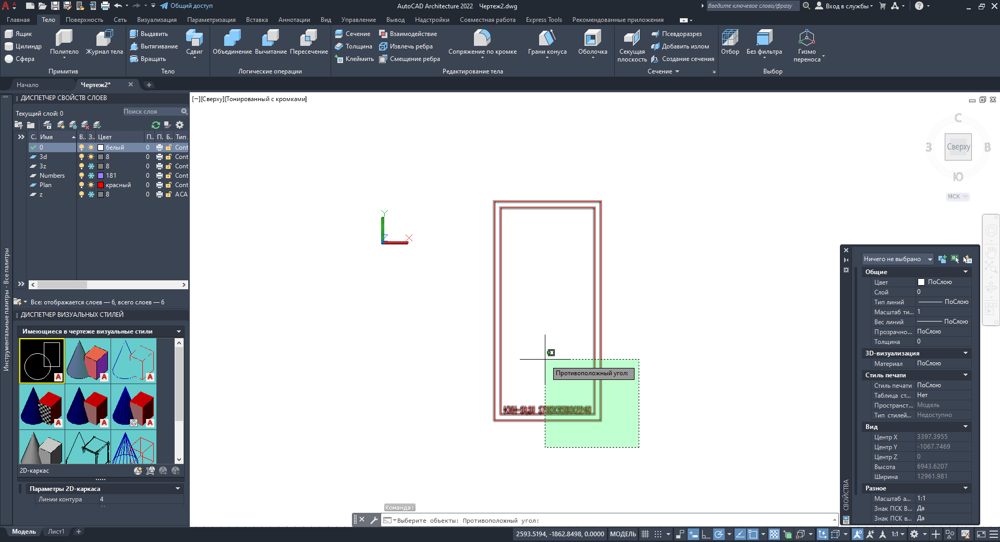 Общий доступ
AutoCAD Architecture 2022 Чертеж2.dwg
Введите ключевое слово/фразу
Вход в службы
Главная Тело Поверхность Сеть Визуализация Параметризация Вставка Аннотации Вид Управление Вывод Надстройки Совместная работа Express Tools Рекомендованные приложения
Ящик
Цилиндр
Сфера
Политело
Журнал тела
Примитив
Выдавить
Вытягивание
Вращать
Сдвиг
Тело
Объединение Вычитание Пересечение
Логические операции
Сечение
Толщина
Клеймить
Взаимодействие
Извлечь ребра
Смещение ребра
Сопряжение по кромке
Грани конуса
Оболочка
Редактирование тела
Секущая
плоскость
Псевдоразрез
Добавить излом
Создание сечения
Сечение
Отбор
Без фильтра
Гизмо
переноса
Выбор
Начало
Чертеж2*
ДИСПЕТЧЕР СВОЙСТВ СЛОЕВ
Текущий слой: 0
Поиск слоя
С. Имя В.. З.. Цвет П.. П. Б.. Тип
0 белый 0 Cont
3d 8 0 Cont
3z 8 0 Cont
Numbers 181 0 Cont
Plan красный 0 Cont
z 8 0 ACA
Все: отображается слоев — 6, всего слоев — 6
ДИСПЕТЧЕР ВИЗУАЛЬНЫХ СТИЛЕЙ
Имеющиеся в чертеже визуальные стили
2D-каркас
Параметры 2D-каркаса
Линии контура 4
Инструментальные палитры - Все палитры
[−][Сверху][Тонированный с кромками]
Y
X
Z
Противоположный угол:
С
З
Сверху
В
Ю
МСК
Ничего не выбрано
Общие
Цвет ПоСлою
Слой 0
Тип линий ПоСлою
Масштаб ти... 1
Вес линий ПоСлою
Прозрачно... ПоСлою
Толщина 0
3D-визуализация
Материал ПоСлою
Стиль печати
Стиль печати ПоСлою
Таблица ст... Нет
Пространст... Модель
Тип стилей... Недоступно
Вид
Центр X 3397.3955
Центр Y -1067.7469
Центр Z 0
Высота 6943.6207
Ширина 12961.981
Разное
Масштаб а... 1:1
Знак ПСК В... Да
Знак ПСК в... Да
СВОЙСТВА
Команда:
Выберите объекты: Противоположный угол:
Модель Лист1
2593.5194, -1862.8498, 0.0000 МОДЕЛЬ
1:1